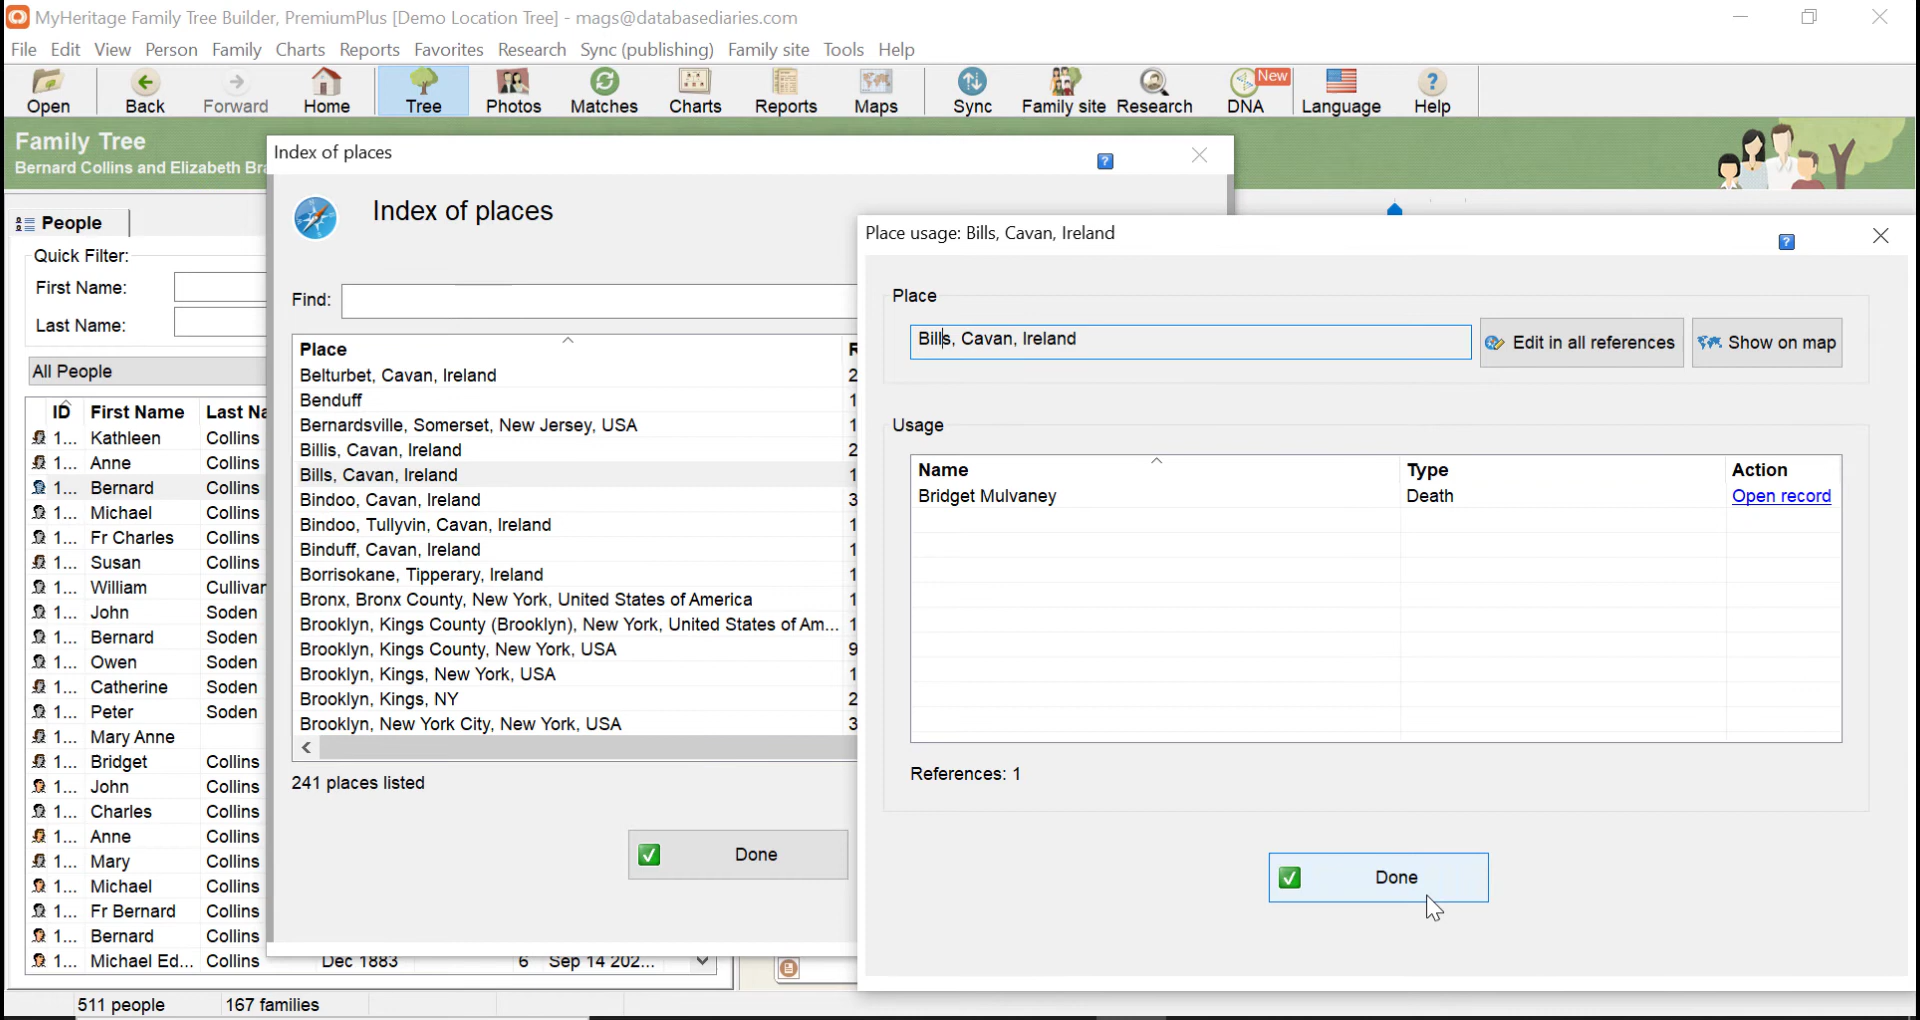 MyHeritage Family Tree Builder, PremiumPlus [Demo Location Tree] - mags@databasediaries.com
File Edit View Person Family Charts Reports Favorites Research Sync (publishing) Family site Tools Help
Open Back Forward Home Tree Photos Matches Charts Reports Maps Sync Family site Research DNA New Language Help
Family Tree
Bernard Collins and Elizabeth
People
Quick Filter:
First Name:
Last Name:
All People
ID First Name Last
1... Kathleen Collins
1... Anne Collins
1... Bernard Collins
1... Michael Collins
1... Fr Charles Collins
1... Susan Collins
1... William
1... John Soden
1... Bernard Soden
1... Owen Soden
1... Catherine Soden
1... Peter Soden
1... Mary Anne
1... Bridget Collins
1... John Collins
1... Charles Collins
1... Anne Collins
1... Mary Collins
1... Michael Collins
1... Fr Bernard Collins
1... Bernard Collins
1... Michael Ed... Collins Dec 1883 6 Sep 14 202...
511 people 167 families
Index of places
?
Index of places
Find:
Place
Belturbet, Cavan, Ireland 2
Benduff 1
Bernardsville, Somerset, New Jersey, USA 1
Billis, Cavan, Ireland 2
Bills, Cavan, Ireland 1
Bindoo, Cavan, Ireland 3
Bindoo, Tullyvin, Cavan, Ireland 1
Binduff, Cavan, Ireland 1
Borrisokane, Tipperary, Ireland 1
Bronx, Bronx County, New York, United States of America 1
Brooklyn, Kings County (Brooklyn), New York, United States of Am... 1
Brooklyn, Kings County, New York, USA 9
Brooklyn, Kings, New York, USA 1
Brooklyn, Kings, NY 2
Brooklyn, New York City, New York, USA 3
241 places listed
Done
Place usage: Bills, Cavan, Ireland
?
Place
Bills, Cavan, Ireland
Edit in all references
Show on map
Usage
Name Type Action
Bridget Mulvaney Death Open record
References: 1
Done